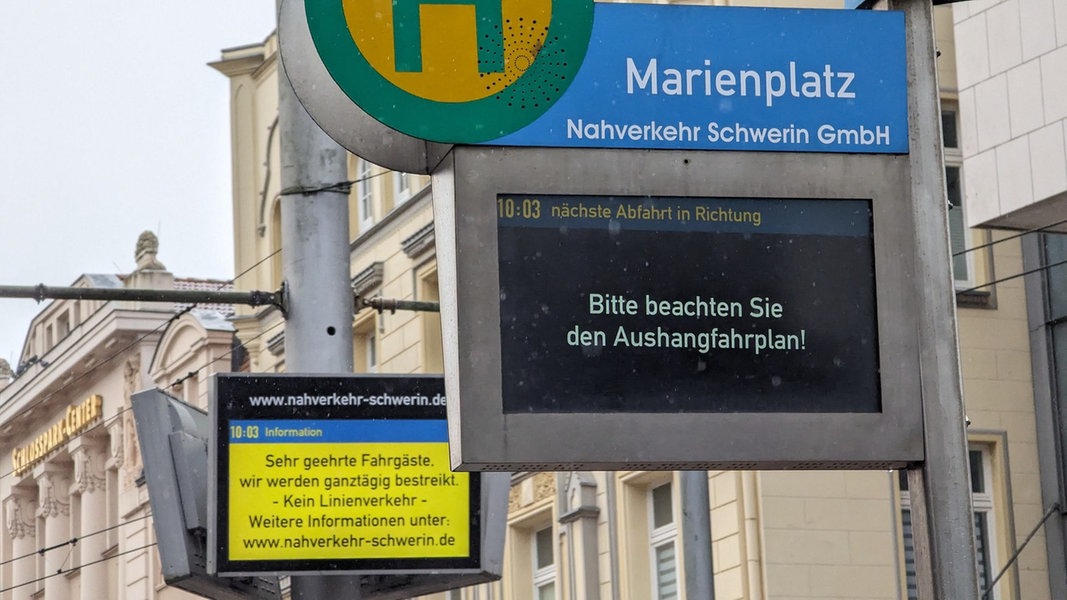 H
Marienplatz
Nahverkehr Schwerin GmbH
10:03 nächste Abfahrt in Richtung
Bitte beachten Sie
den Aushangfahrplan!
SCHLOSSPARK-CENTER
www.nahverkehr-schwerin.de
10:03 Information
Sehr geehrte Fahrgäste,
wir werden ganztägig bestreikt.
- Kein Linienverkehr -
Weitere Informationen unter:
www.nahverkehr-schwerin.de